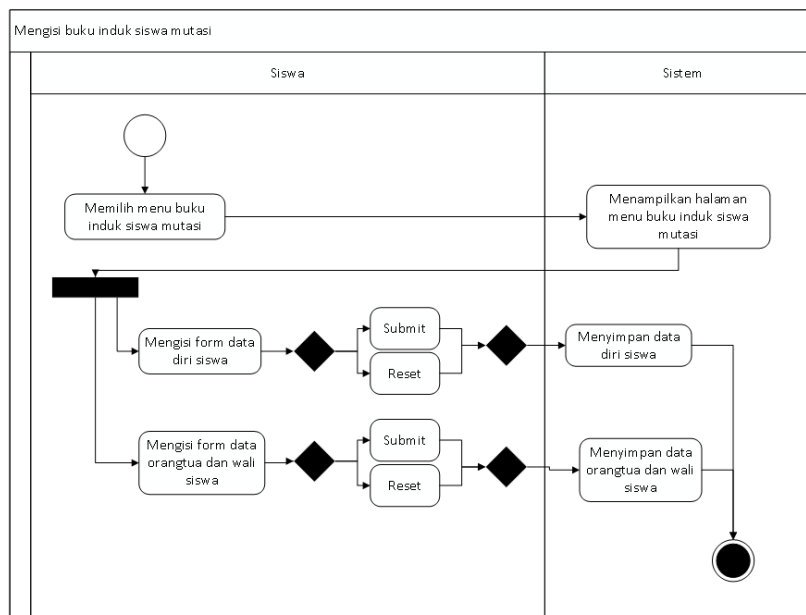 Mengisi buku induk siswa mutasi
Siswa
Sistem
Memilih menu buku
induk siswa mutasi
Menampilkan halaman
menu buku induk siswa
mutasi
Mengisi form data
diri siswa
Submit
Reset
Menyimpan data
diri siswa
Mengisi form data
orangtua dan wali
siswa
Submit
Reset
Menyimpan data
orangtua dan wali
siswa